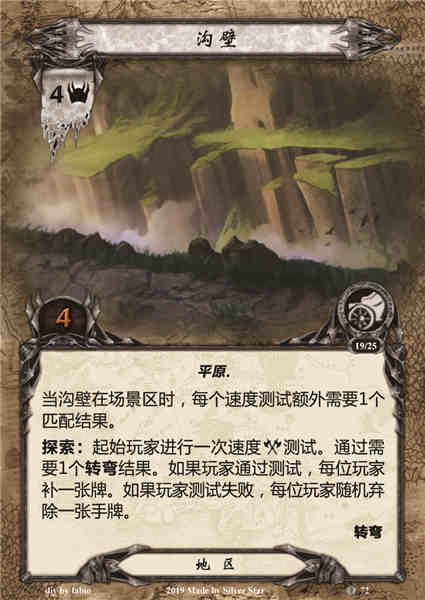 沟壁
4
4
19/25
平原.
当沟壁在场景区时，每个速度测试额外需要1个
匹配结果。
探索：起始玩家进行一次速度测试。通过需
要1个转弯结果。如果玩家通过测试，每位玩家
补一张牌。如果玩家测试失败，每位玩家随机弃
除一张手牌。
转弯
地区
diy by fabio
2019 Made by Silver Star
72